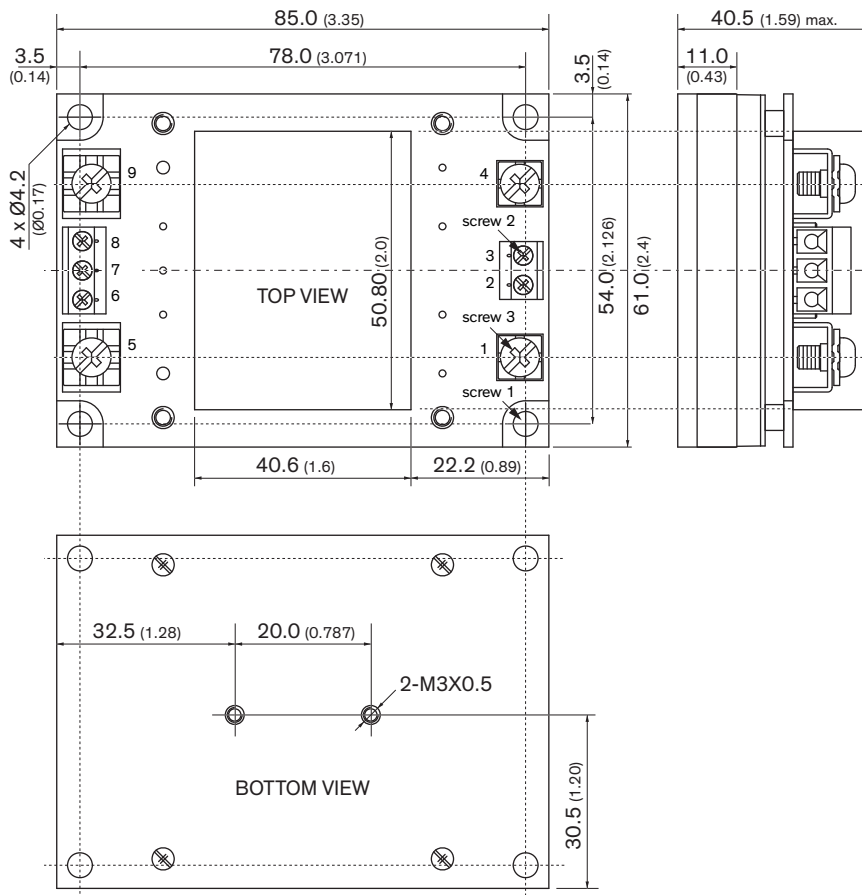 85.0 (3.35)
40.5 (1.59) max.
3.5
(0.14)
78.0 (3.071)
3.5
(0.14)
11.0
(0.43)
4 x Ø4.2
(Ø0.17)
9
4
screw 2
8
3
7
2
6
TOP VIEW
50.80 (2.0)
54.0 (2.126)
61.0 (2.4)
screw 3
5
1
screw 1
40.6 (1.6)
22.2 (0.89)
32.5 (1.28)
20.0 (0.787)
2-M3X0.5
BOTTOM VIEW
30.5 (1.20)